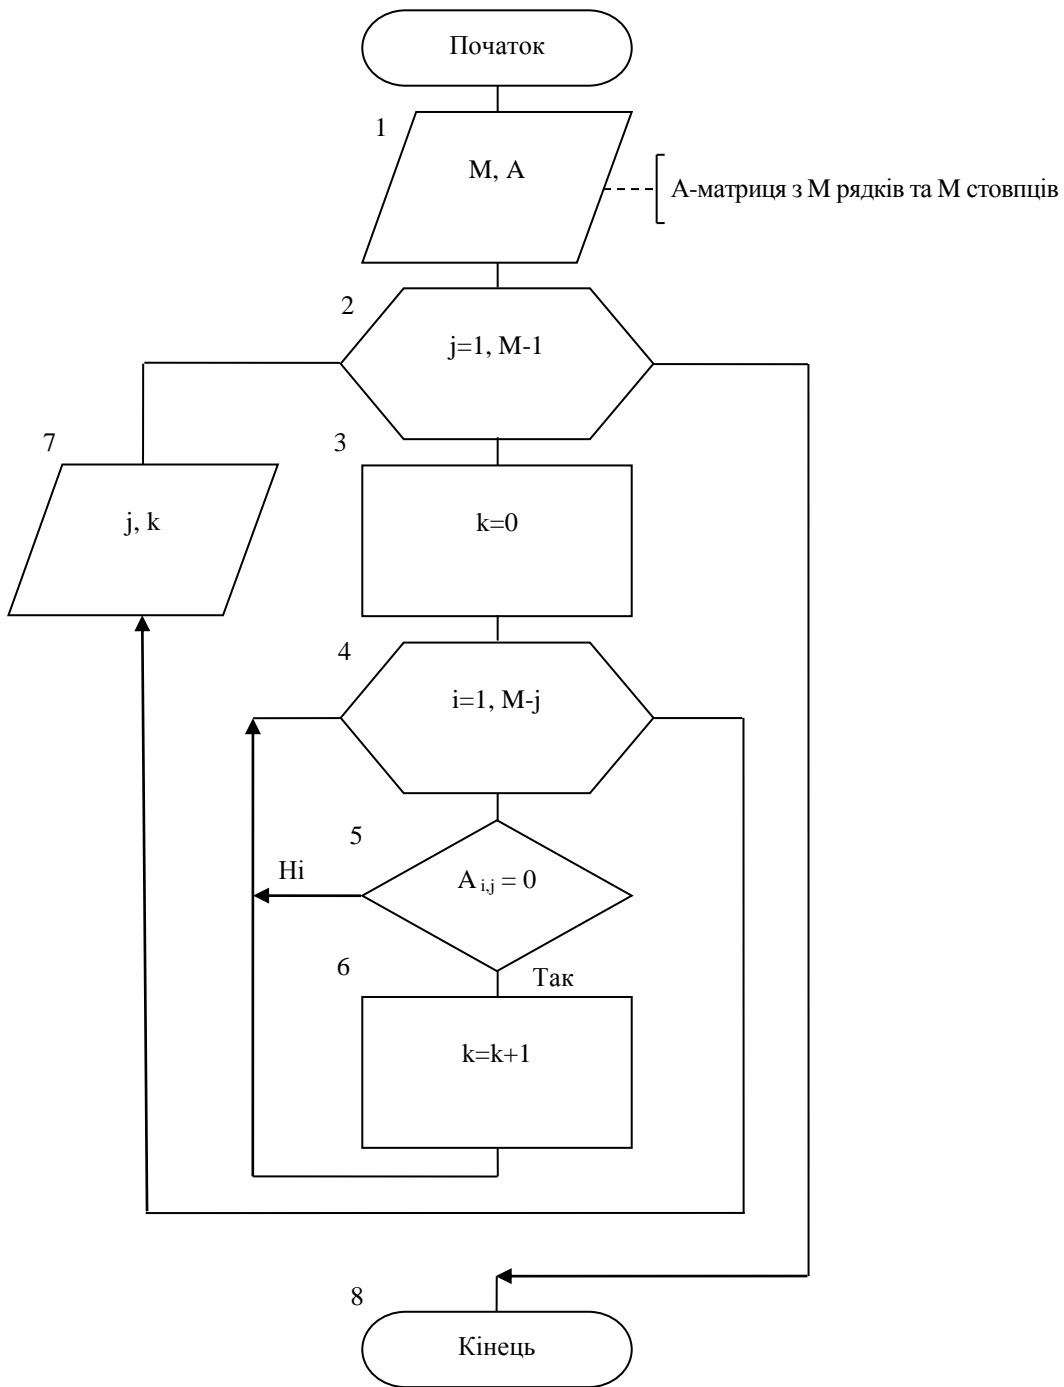 Початок
1
M, A
А-матриця з М рядків та М стовпців
2
j=1, M-1
3
k=0
4
i=1, M-j
5
A i,j = 0
Ні
Так
6
k=k+1
7
j, k
8
Кінець